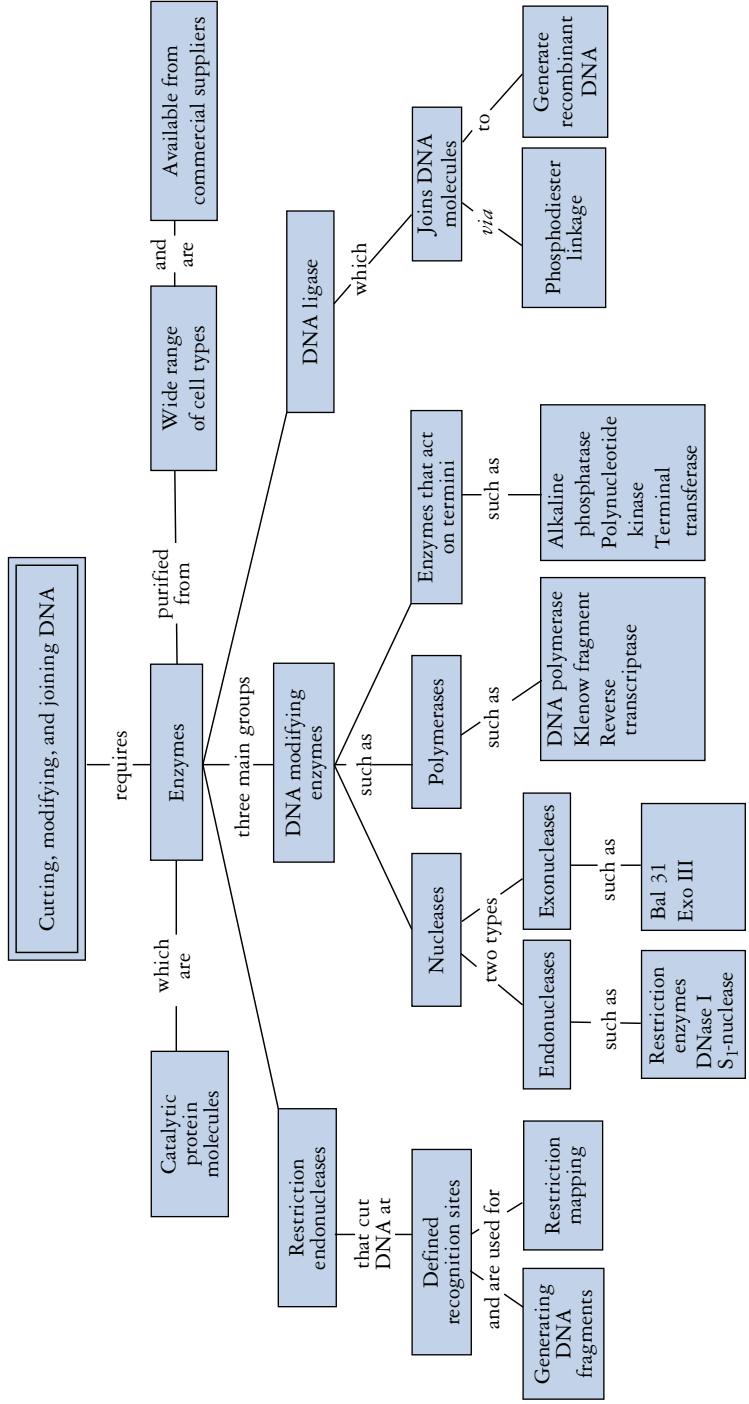 Cutting, modifying, and joining DNA
requires
Catalytic
protein
molecules
which
are
Enzymes
purified
from
Wide range
of cell types
and
are
Available from
commercial suppliers
three main groups
Restriction
endonucleases
that cut
DNA at
Defined
recognition sites
and are used for
Generating
DNA
fragments
Restriction
mapping
DNA modifying
enzymes
such as
Nucleases
two types
Endonucleases
such as
Restriction
enzymes
DNase I
S₁-nuclease
Exonucleases
such as
Bal 31
Exo III
Polymerases
such as
DNA polymerase
Klenow fragment
Reverse
transcriptase
Enzymes that act
on termini
such as
Alkaline
phosphatase
Polynucleotide
kinase
Terminal
transferase
DNA ligase
which
Joins DNA
molecules
via
Phosphodiester
linkage
to
Generate
recombinant
DNA